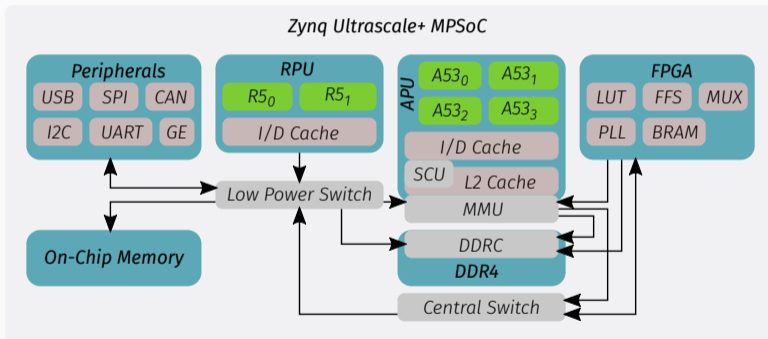 Zynq Ultrascale+ MPSoC
Peripherals
USB SPI CAN
I2C UART GE
RPU
R5₀ R5₁
I/D Cache
APU
A53₀ A53₁
A53₂ A53₃
I/D Cache
SCU L2 Cache
MMU
FPGA
LUT FFS MUX
PLL BRAM
Low Power Switch
On-Chip Memory
DDRC
DDR4
Central Switch